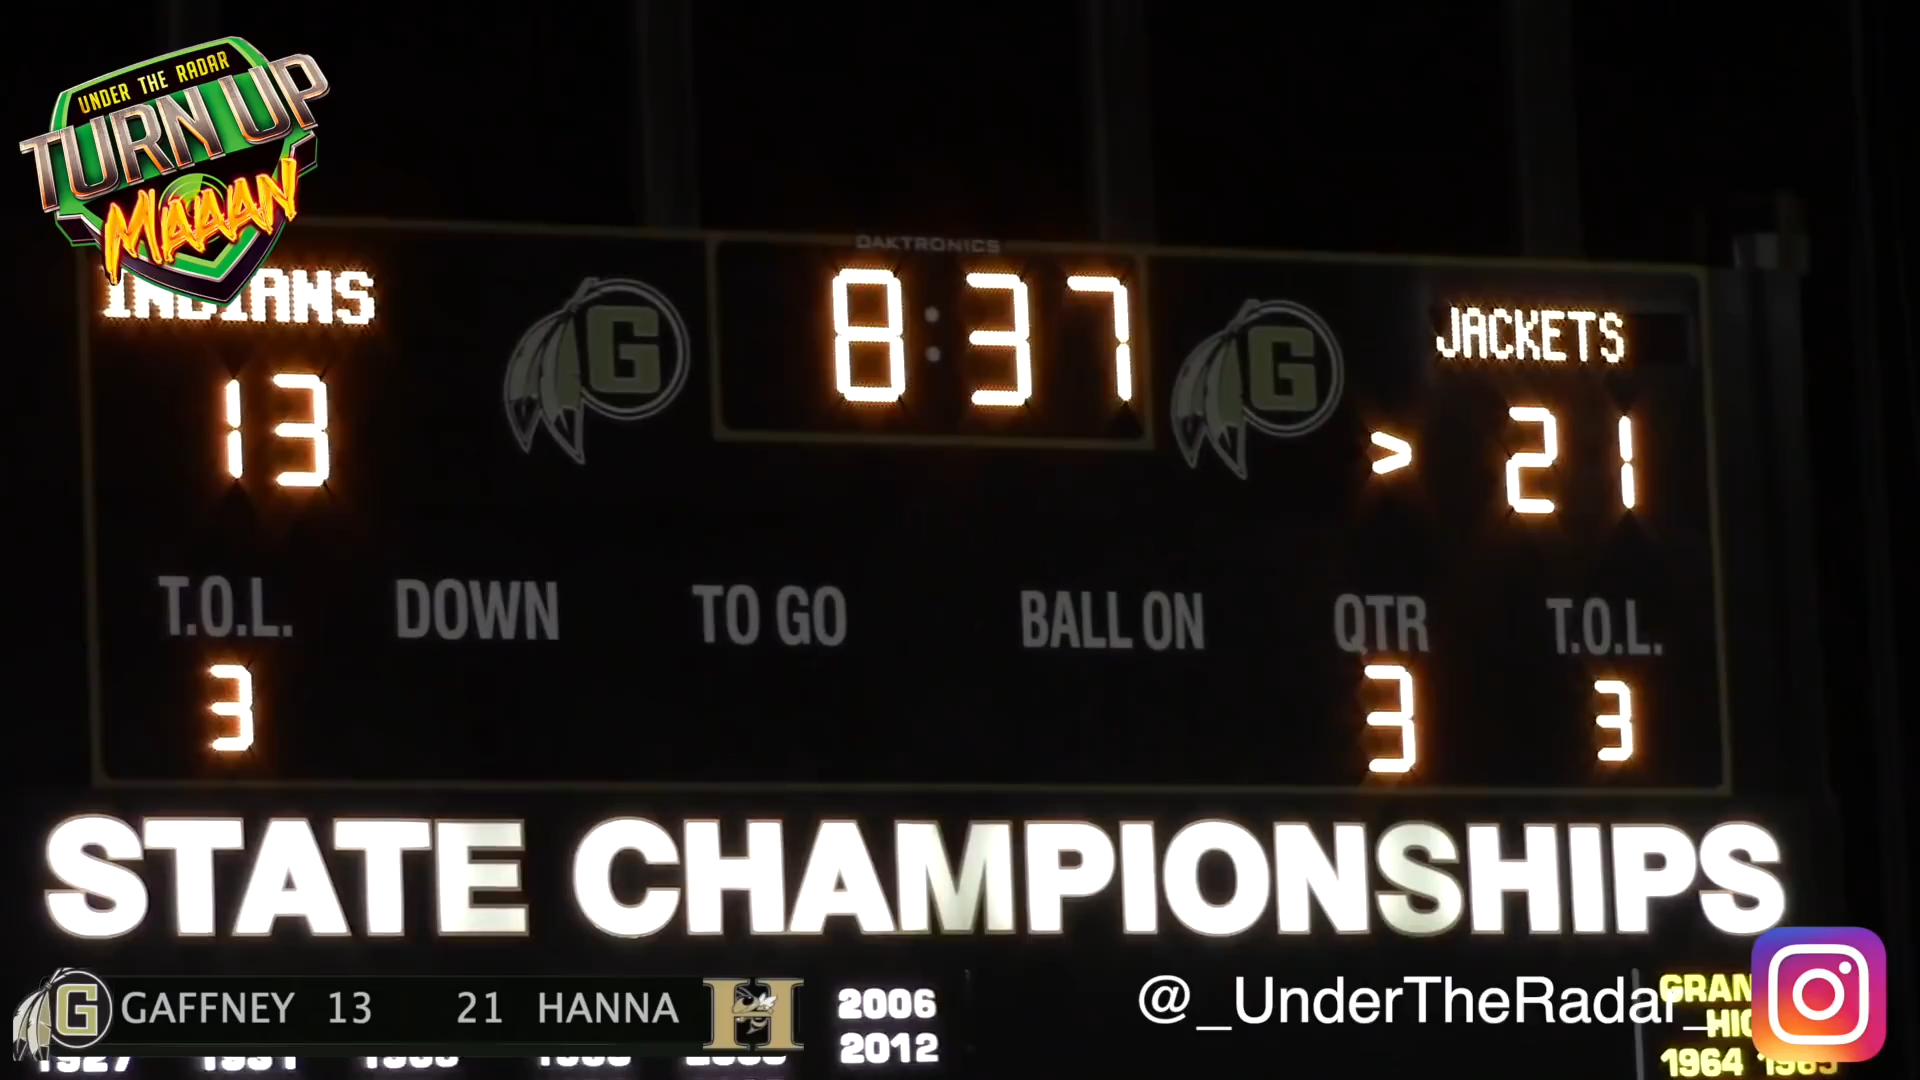 UNDER THE RADAR
TURN UP
MAAAN
DAKTRONICS
INDIANS 8:37 JACKETS
G G
13 > 21
T.O.L. DOWN TO GO BALL ON QTR T.O.L.
3 3 3
STATE CHAMPIONSHIPS
G GAFFNEY 13 21 HANNA H
2006
2012
@_UnderTheRadar_
1927
1964